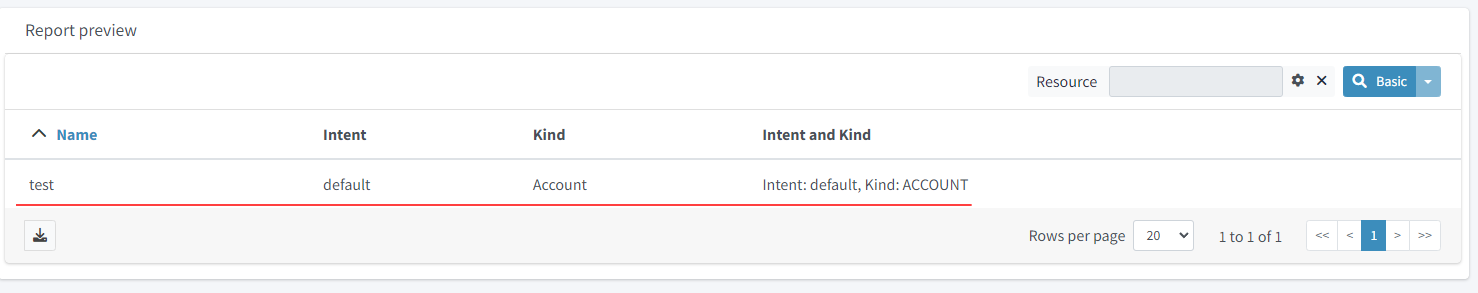 Report preview
Resource Basic
Name Intent Kind Intent and Kind
test default Account Intent: default, Kind: ACCOUNT
Rows per page 20 1 to 1 of 1 << < 1 > >>